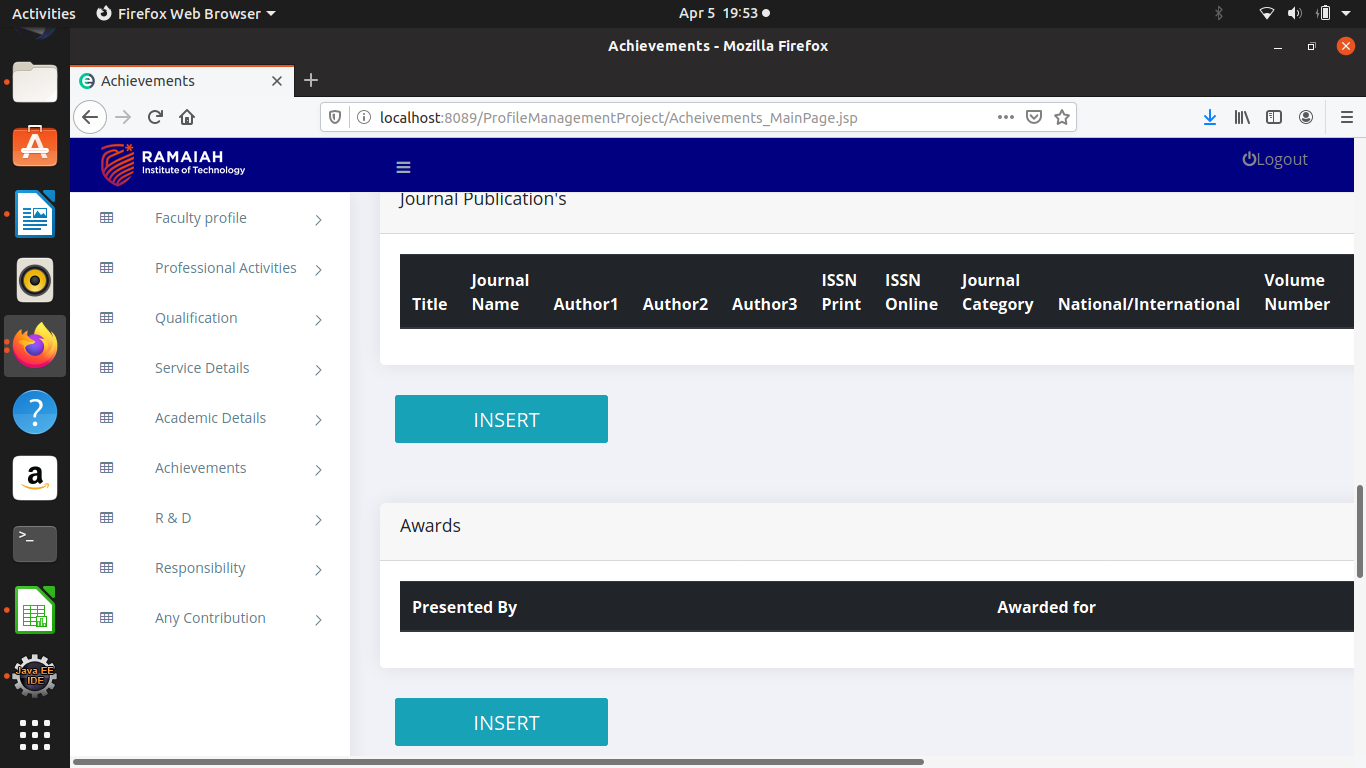 Activities Firefox Web Browser Apr 5 19:53
Achievements - Mozilla Firefox
Achievements
localhost:8089/ProfileManagementProject/Acheivements_MainPage.jsp
RAMAIAH
Institute of Technology
Logout
Faculty profile
Professional Activities
Qualification
Service Details
Academic Details
Achievements
R & D
Responsibility
Any Contribution
Journal Publication's
Title Journal Name Author1 Author2 Author3 ISSN Print ISSN Online Journal Category National/International Volume Number
INSERT
Awards
Presented By Awarded for
INSERT
Java EE
IDE